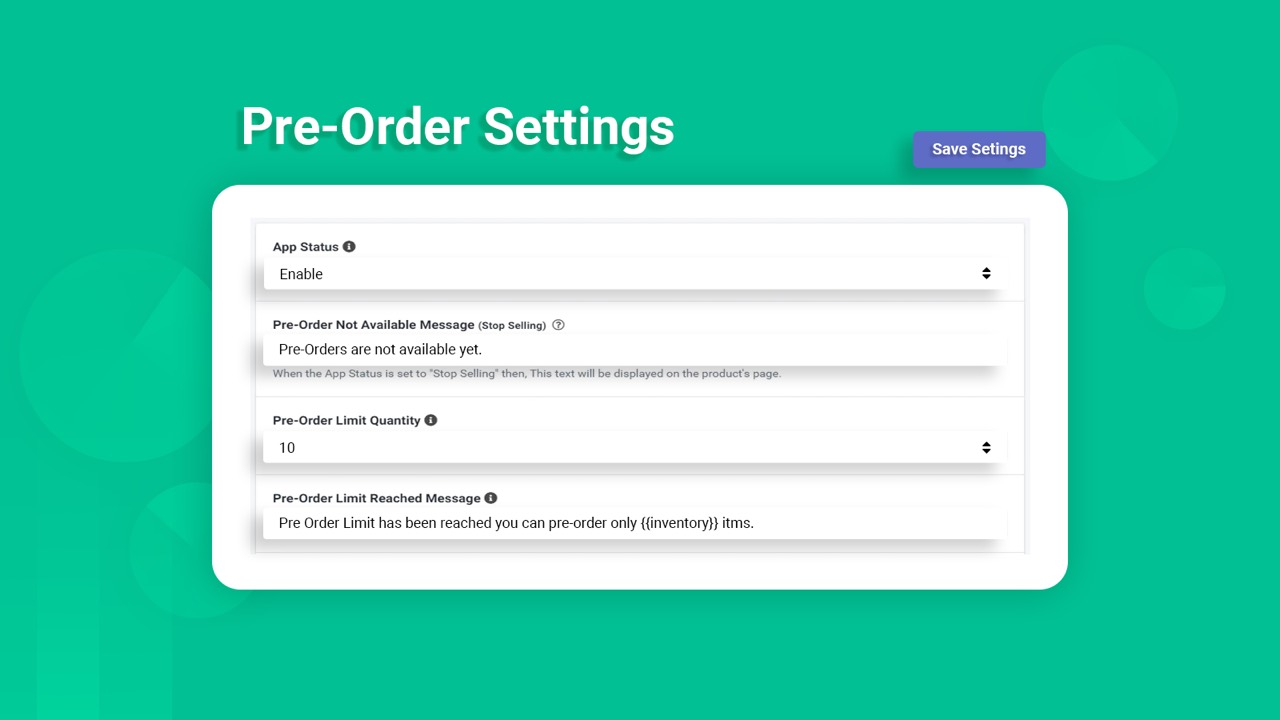 Pre-Order Settings
Save Setings
App Status
Enable
Pre-Order Not Available Message (Stop Selling)
Pre-Orders are not available yet.
When the App Status is set to "Stop Selling" then, This text will be displayed on the product's page.
Pre-Order Limit Quantity
10
Pre-Order Limit Reached Message
Pre Order Limit has been reached you can pre-order only {{inventory}} itms.